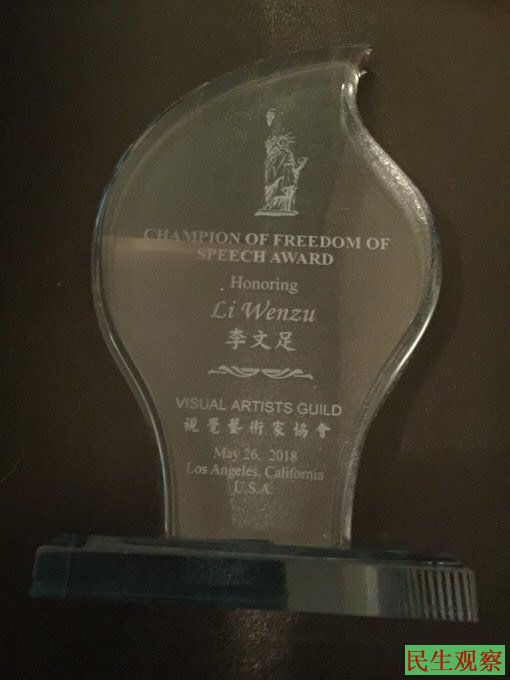 CHAMPION OF FREEDOM OF
SPEECH AWARD
Honoring
Li Wenzu
李文足
VISUAL ARTISTS GUILD
視覺藝術家協會
May 26, 2018
Los Angeles, California
U.S.A.
民生观察